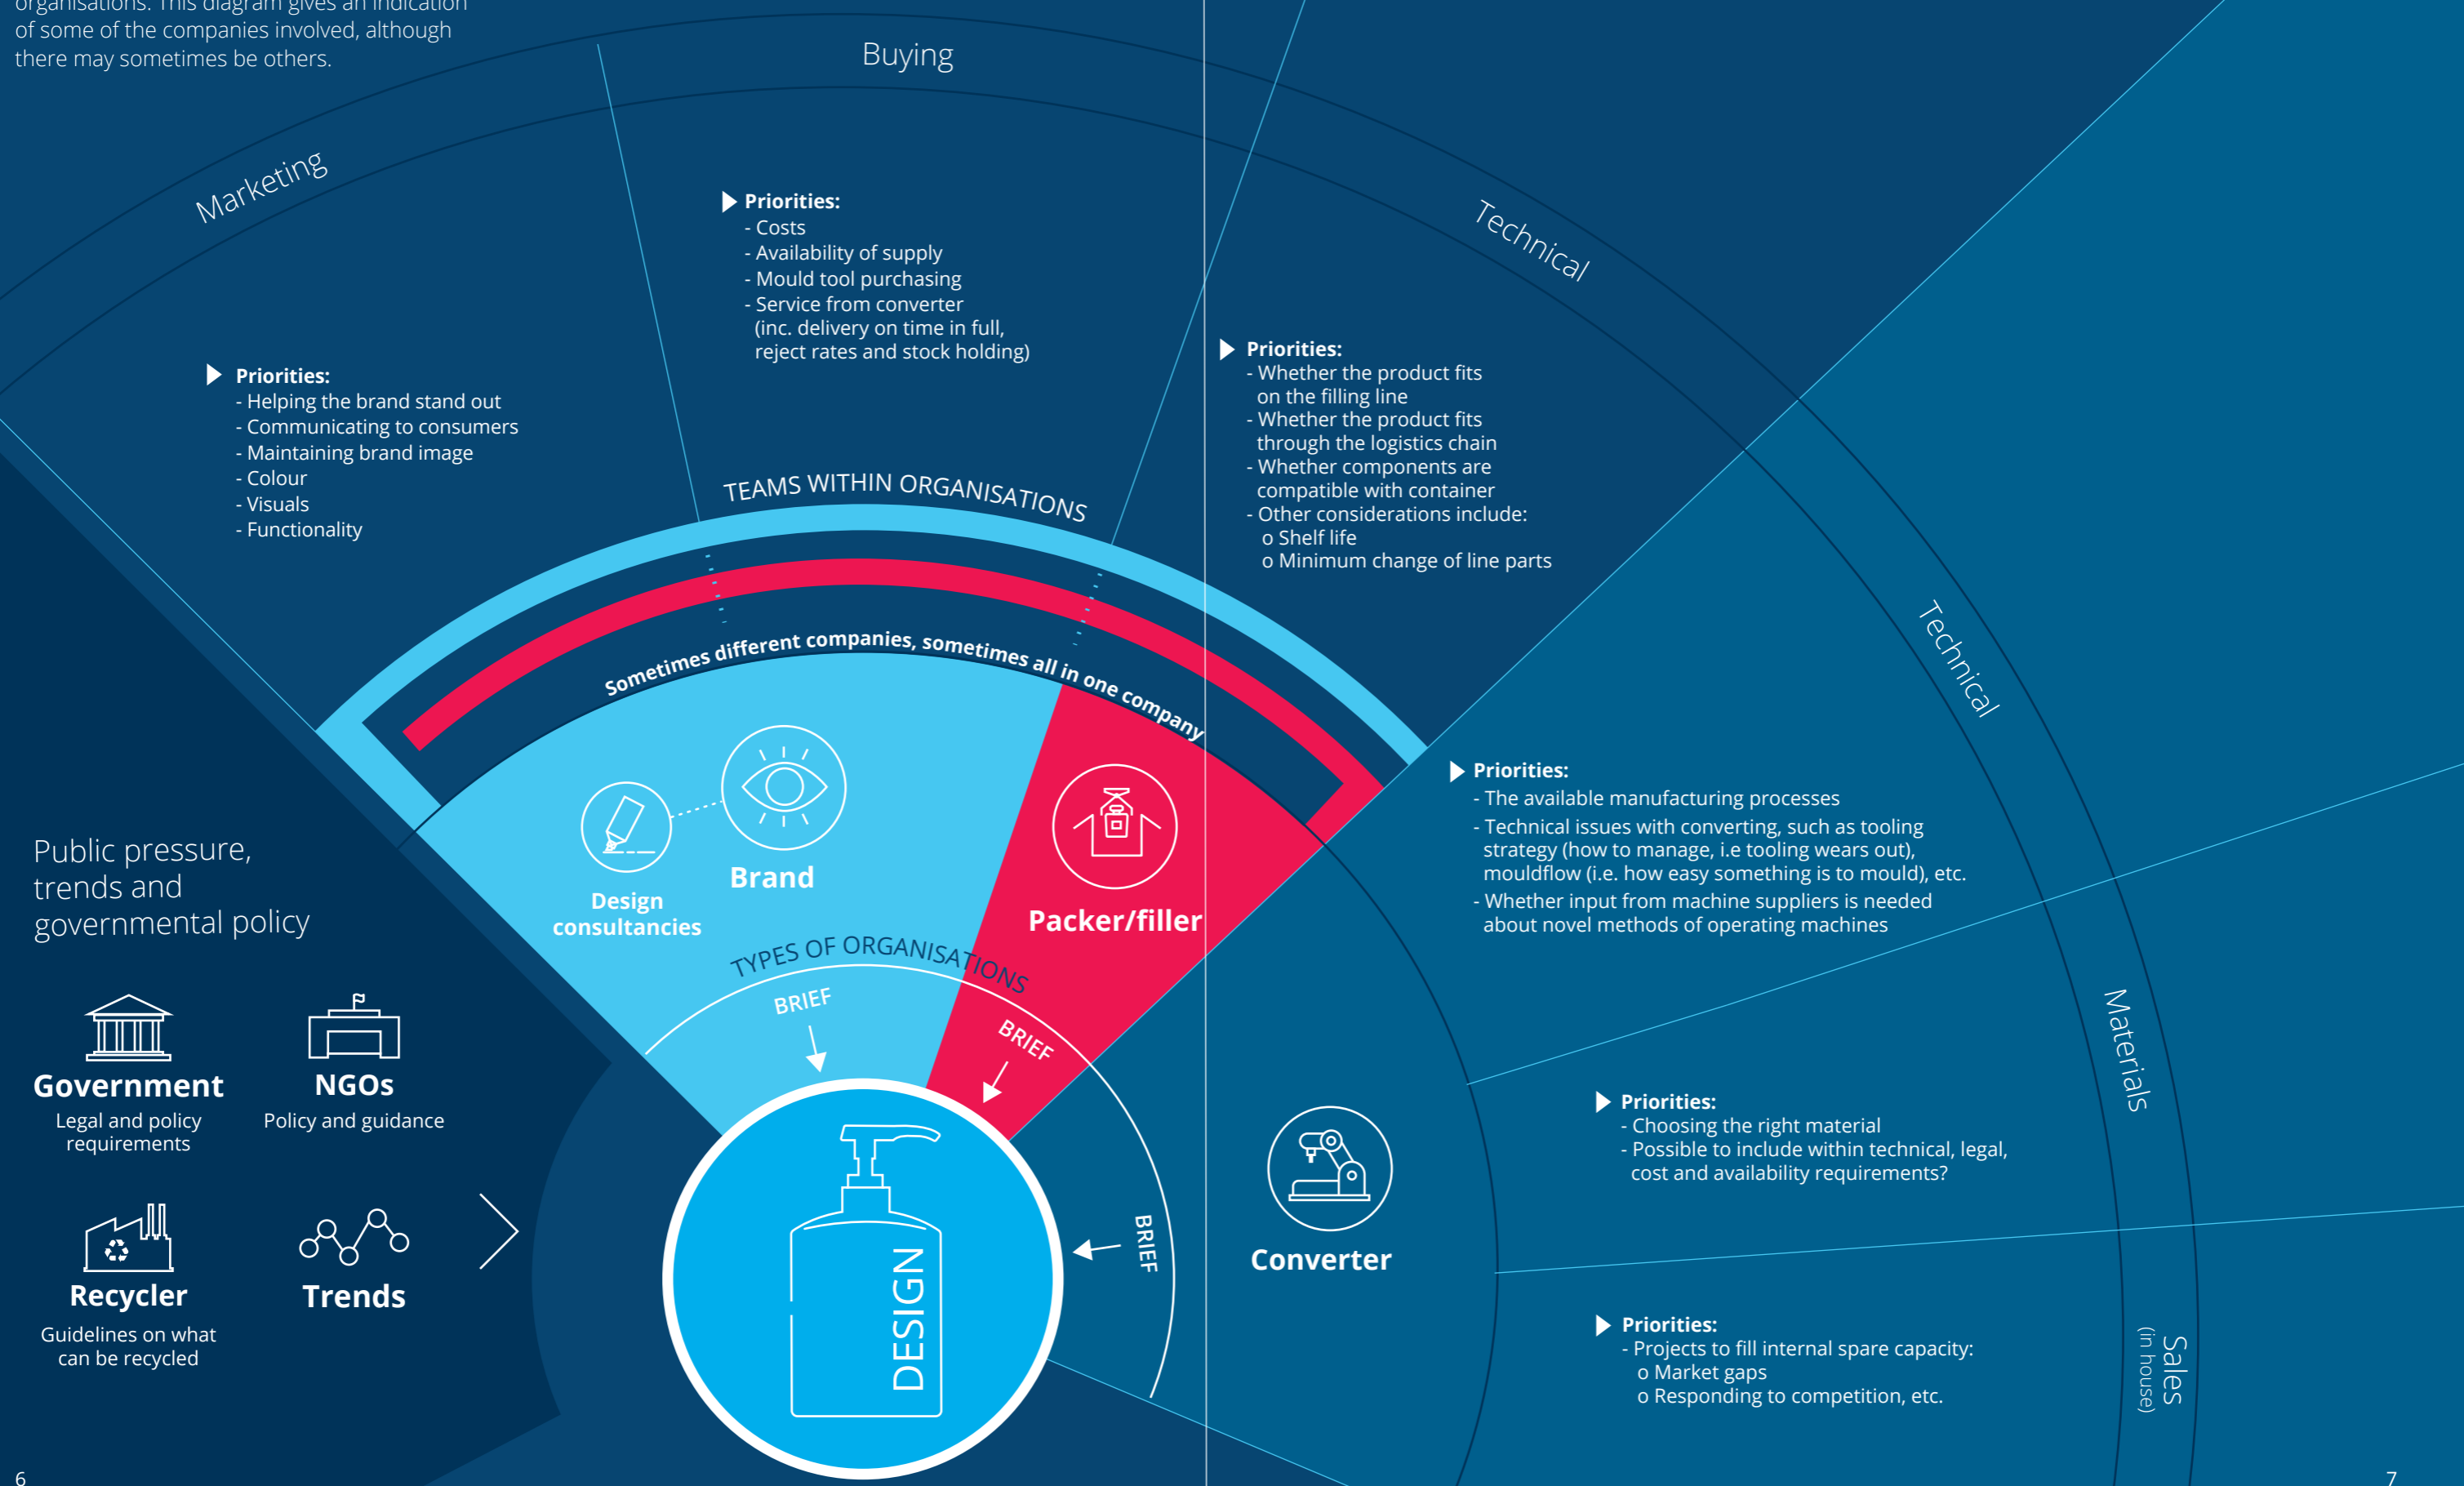 organisations. This diagram gives an indication
of some of the companies involved, although
there may sometimes be others.
Marketing
Buying
Technical
Technical
Materials
Sales
(in house)
Priorities:
- Helping the brand stand out
- Communicating to consumers
- Maintaining brand image
- Colour
- Visuals
- Functionality
Priorities:
- Costs
- Availability of supply
- Mould tool purchasing
- Service from converter
(inc. delivery on time in full,
reject rates and stock holding)
Priorities:
- Whether the product fits
on the filling line
- Whether the product fits
through the logistics chain
- Whether components are
compatible with container
- Other considerations include:
o Shelf life
o Minimum change of line parts
TEAMS WITHIN ORGANISATIONS
Sometimes different companies, sometimes all in one company
Design
consultancies
Brand
Packer/filler
TYPES OF ORGANISATIONS
BRIEF
BRIEF
BRIEF
DESIGN
Converter
Priorities:
- The available manufacturing processes
- Technical issues with converting, such as tooling
strategy (how to manage, i.e tooling wears out),
mouldflow (i.e. how easy something is to mould), etc.
- Whether input from machine suppliers is needed
about novel methods of operating machines
Priorities:
- Choosing the right material
- Possible to include within technical, legal,
cost and availability requirements?
Priorities:
- Projects to fill internal spare capacity:
o Market gaps
o Responding to competition, etc.
Public pressure,
trends and
governmental policy
Government
Legal and policy
requirements
NGOs
Policy and guidance
Recycler
Guidelines on what
can be recycled
Trends
6
7